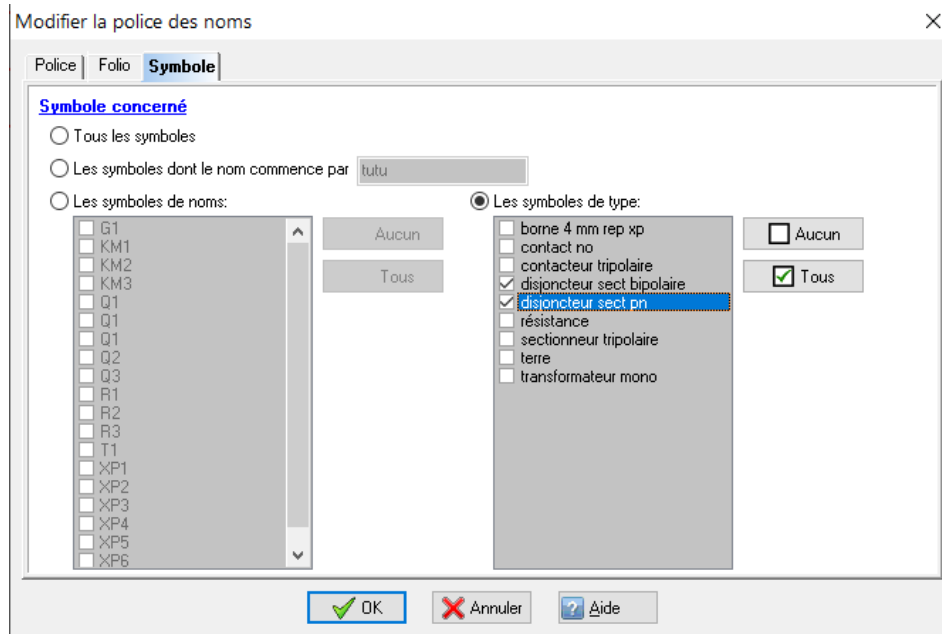 Modifier la police des noms
Police Folio Symbole
Symbole concerné
Tous les symboles
Les symboles dont le nom commence par tutu
Les symboles de noms:
G1
KM1
KM2
KM3
Q1
Q1
Q1
Q2
Q3
R1
R2
R3
T1
XP1
XP2
XP3
XP4
XP5
XP6
Aucun
Tous
Les symboles de type:
borne 4 mm rep xp
contact no
contacteur tripolaire
disjoncteur sect bipolaire
disjoncteur sect pn
résistance
sectionneur tripolaire
terre
transformateur mono
Aucun
Tous
OK Annuler Aide